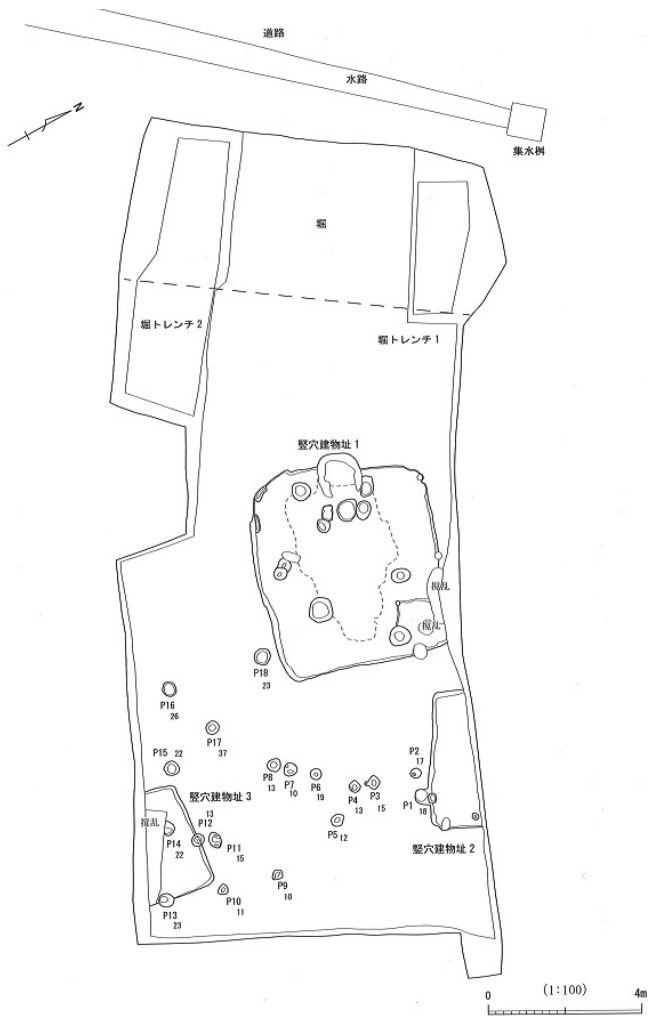 道路
水路
集水桝
N
堀
堀トレンチ2
堀トレンチ1
竪穴建物址1
撹乱
撹乱
P18
23
P16
26
P17
37
P15 22
P8
13
P7
10
P6
19
P4
13
P3
15
P2
17
P1
18
P5 12
竪穴建物址3
13
P12
撹乱
P14
22
P11
15
竪穴建物址2
P9
10
P10
11
P13
23
(1:100)
0 4m